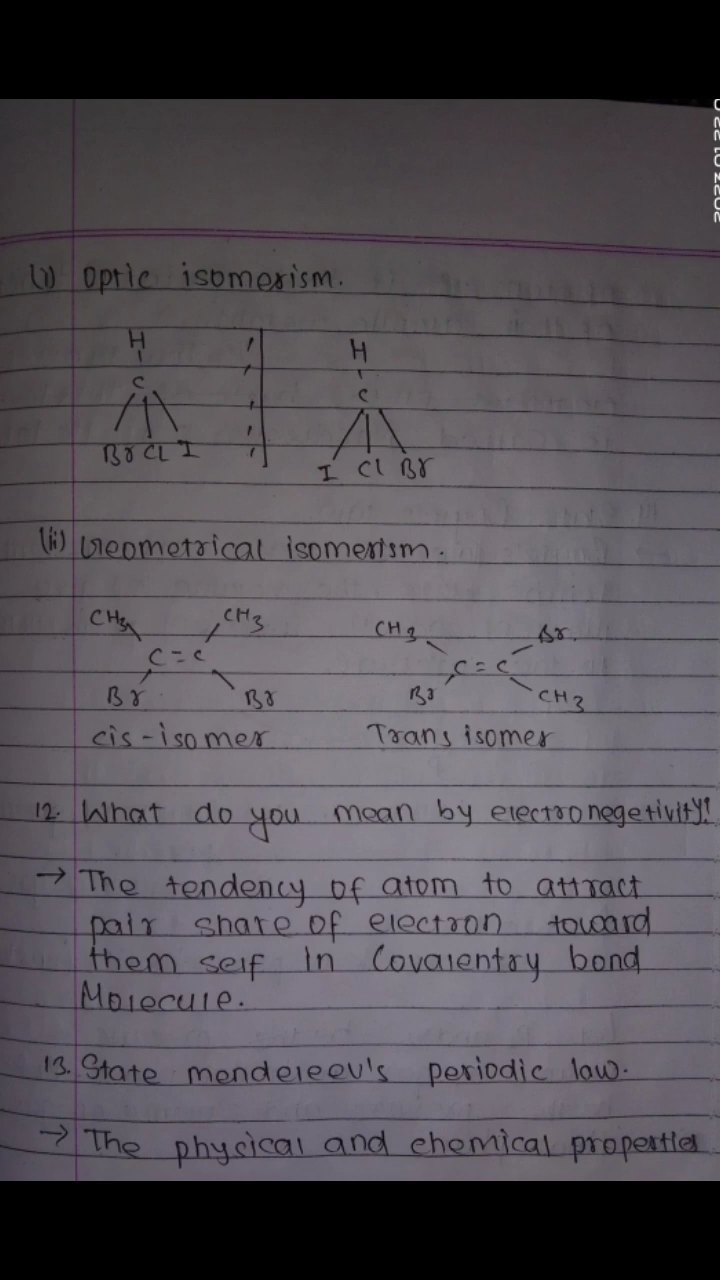 (i) Optic isomerism.
H H
C C
Br Cl I I Cl Br
(ii) Geometrical isomerism.
CH3 CH3 CH3 Br.
C=C C=C
Br Br Br CH3
cis-isomer Trans isomer
12. What do you mean by electronegetivity?
→ The tendency of atom to attract
pair share of electron toward
them self in Covalentry bond
Molecule.
13. State mendeleev's periodic law.
→ The physical and chemical properties